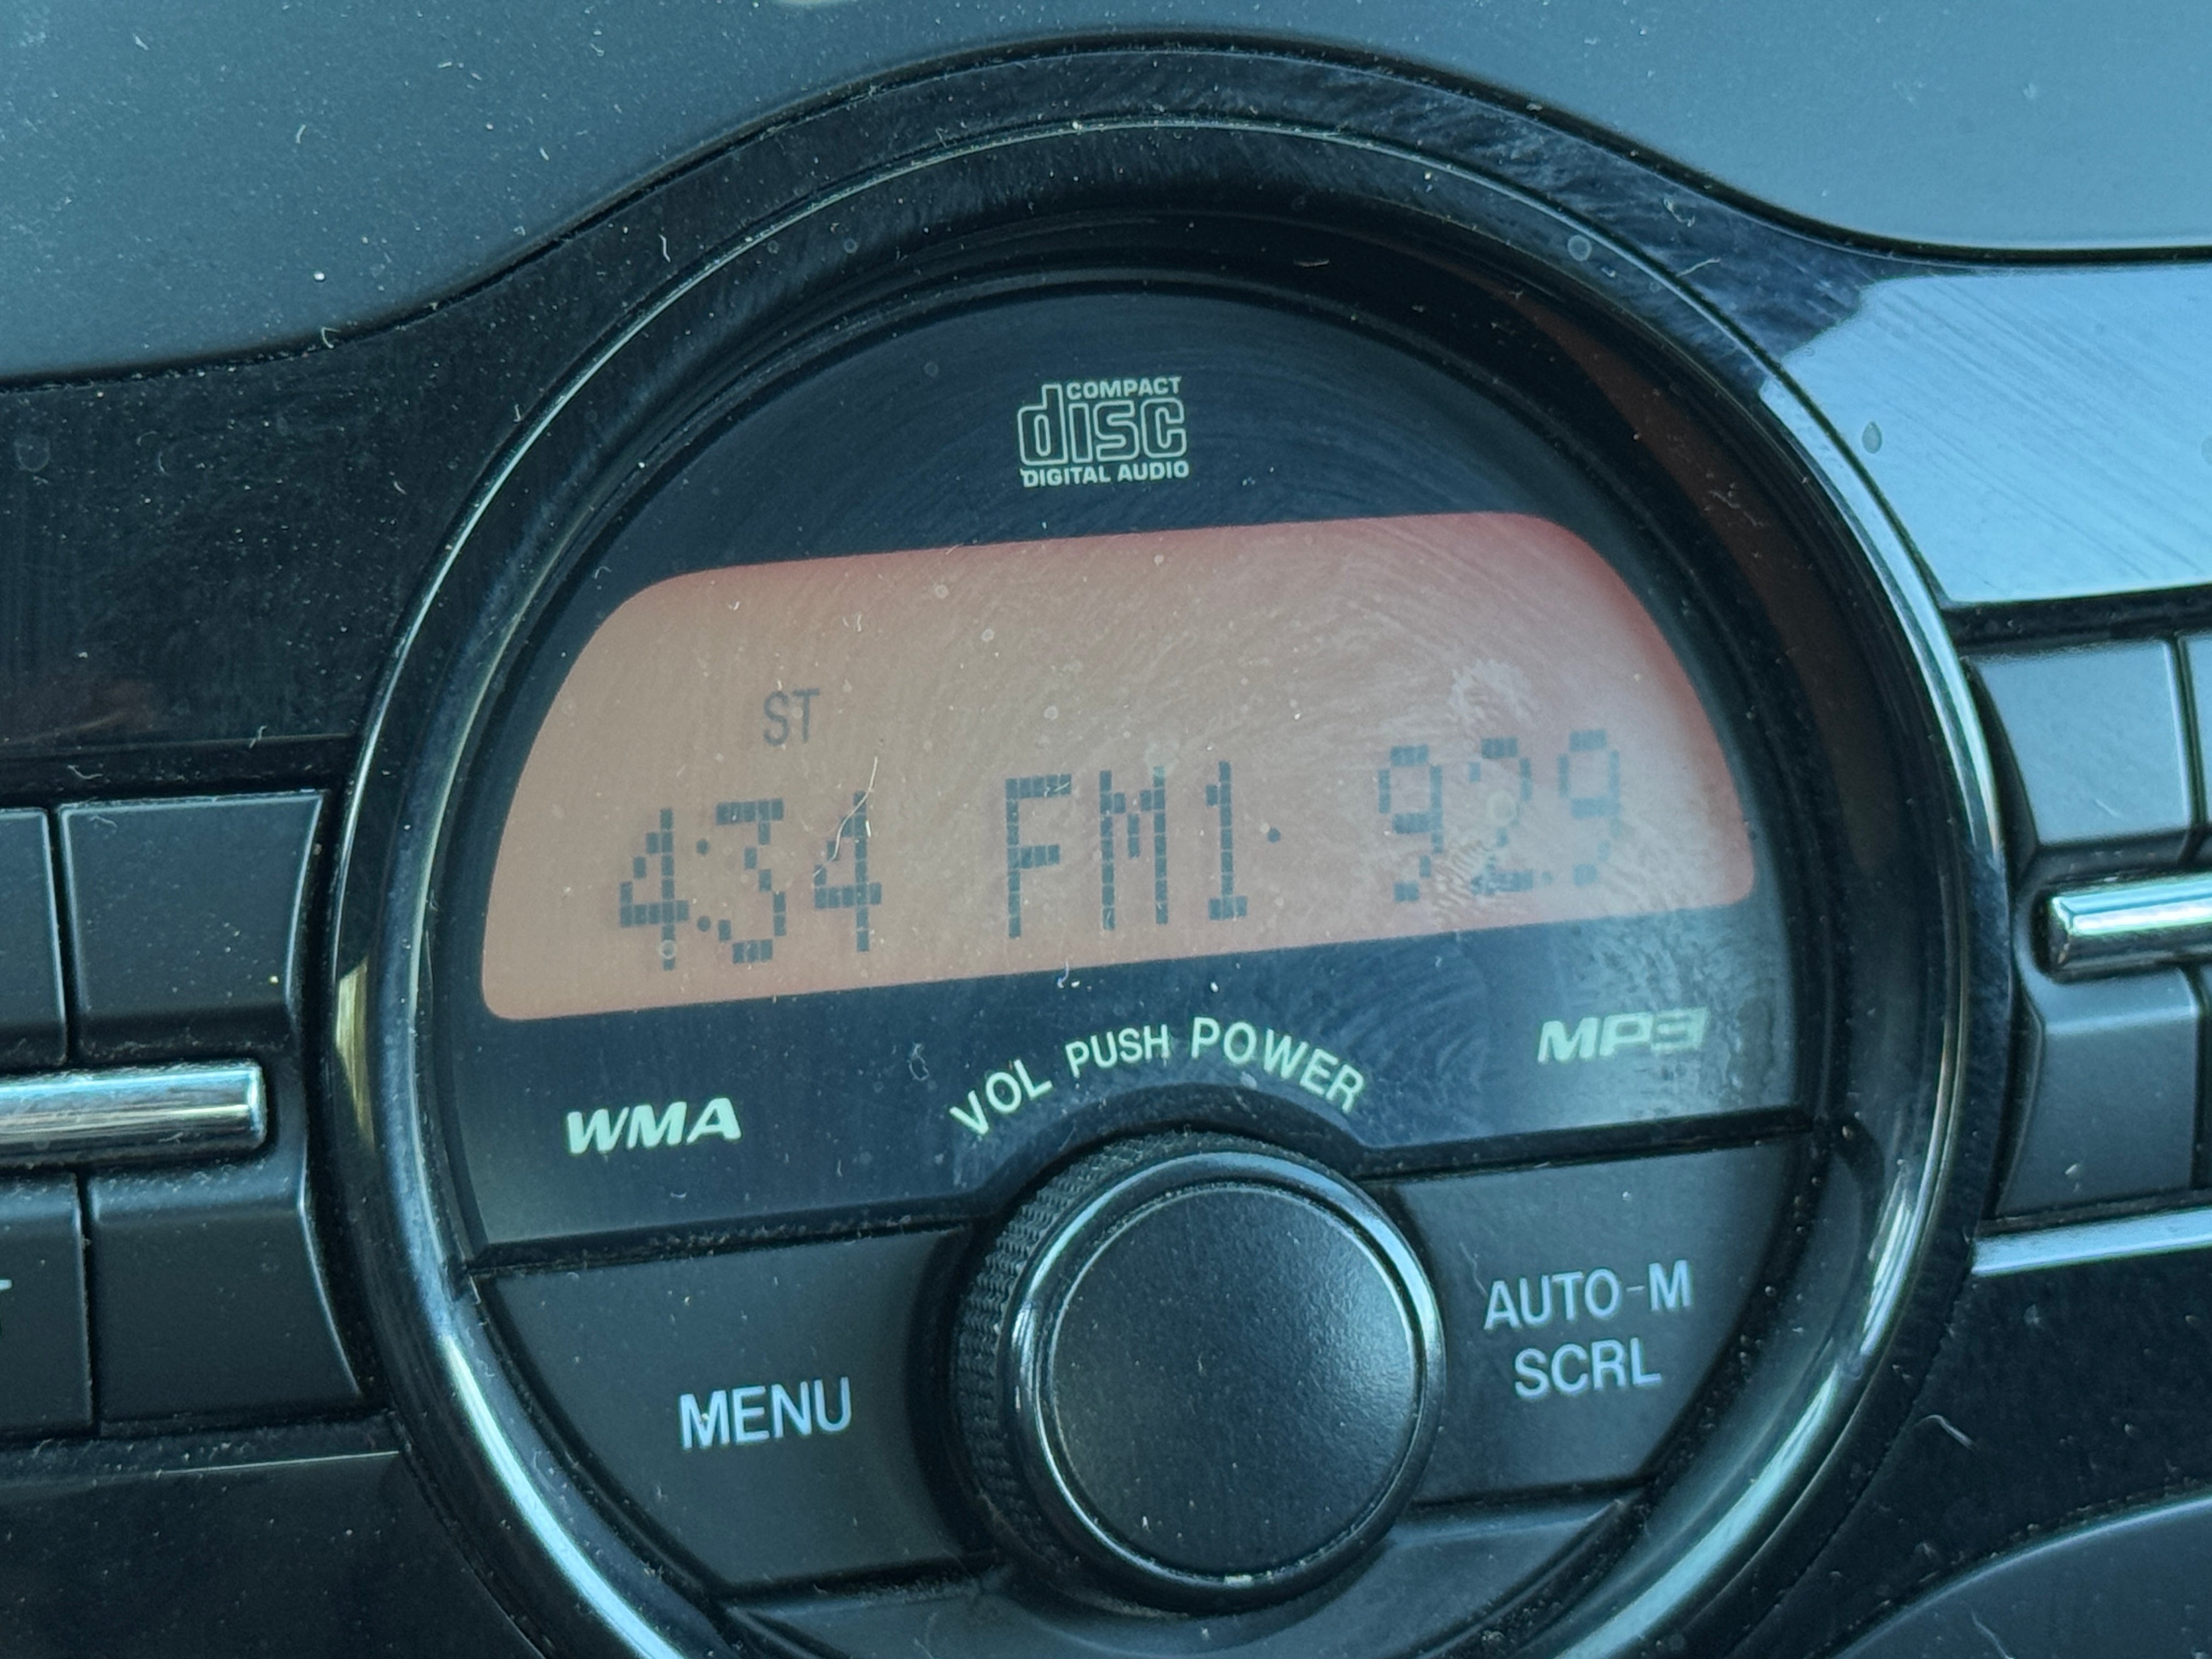 COMPACT
disc
DIGITAL AUDIO
ST
4:34 FM1· 92.9
WMA
VOL PUSH POWER
MP3
MENU
AUTO-M
SCRL